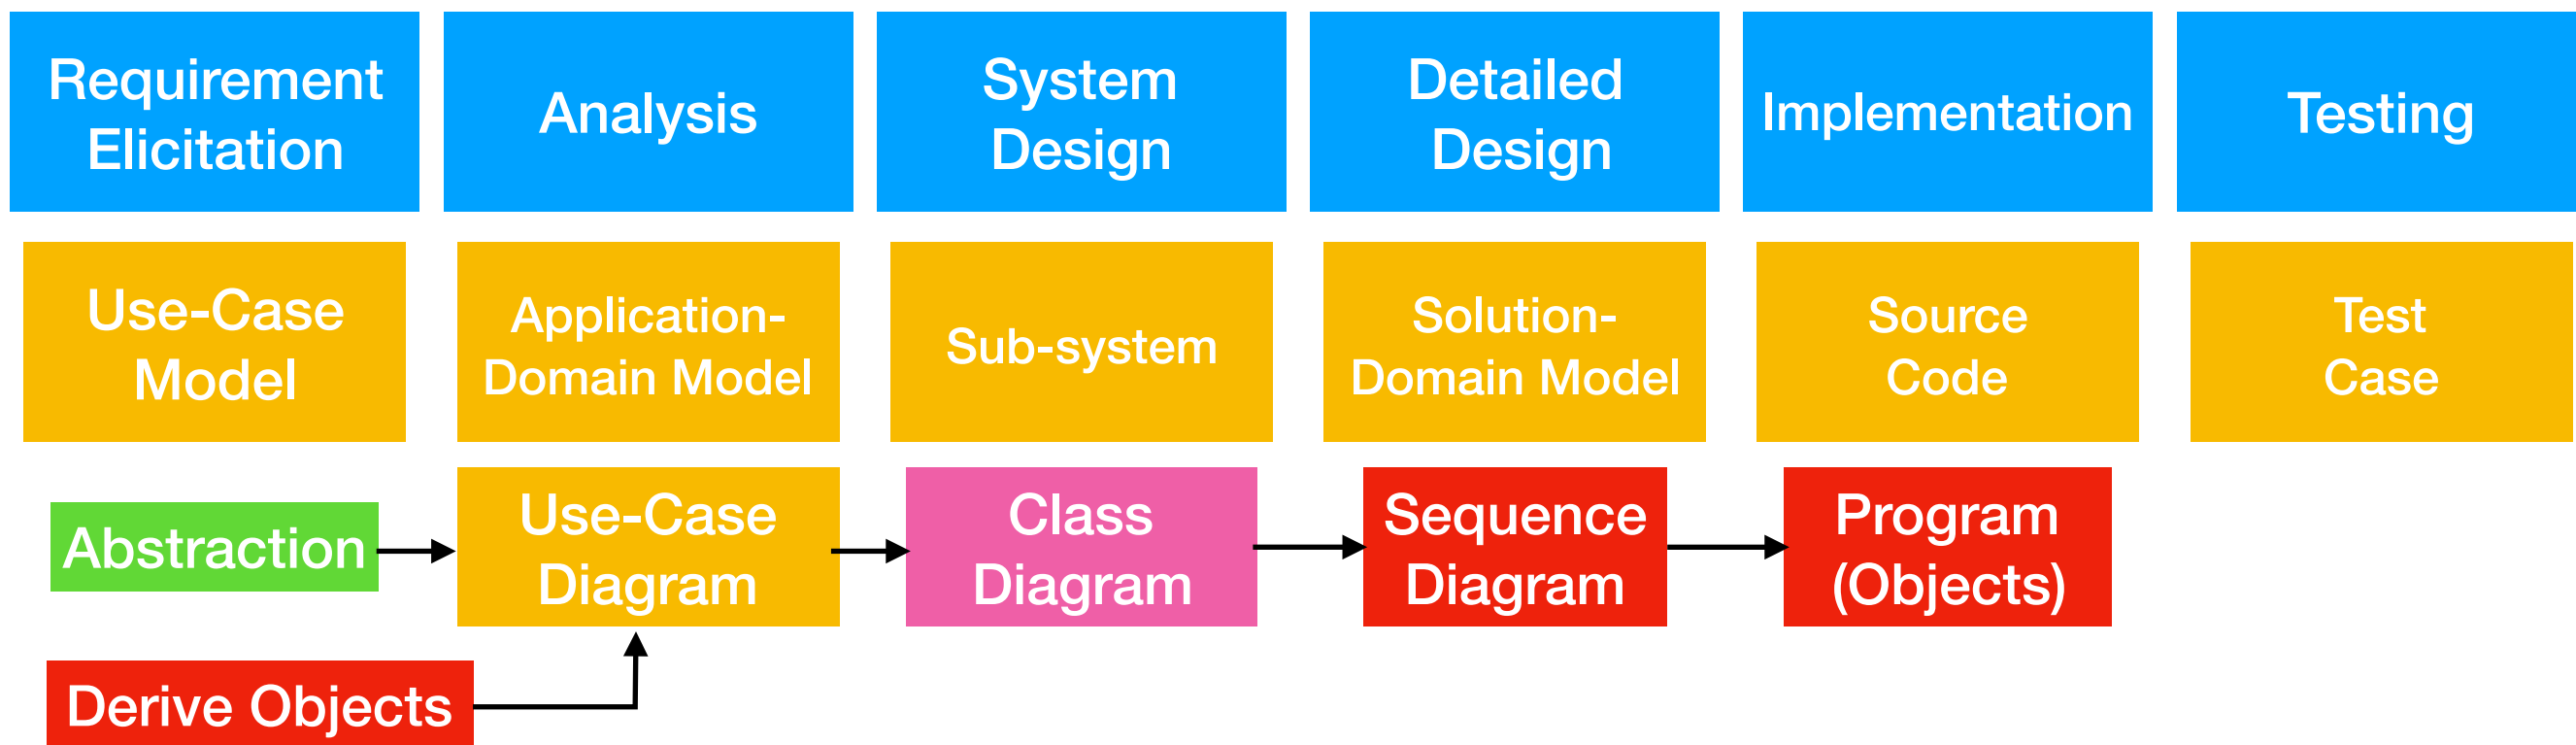 Requirement
Elicitation
Analysis
System
Design
Detailed
Design
Implementation
Testing
Use-Case
Model
Application-
Domain Model
Sub-system
Solution-
Domain Model
Source
Code
Test
Case
Abstraction
Use-Case
Diagram
Class
Diagram
Sequence
Diagram
Program
(Objects)
Derive Objects